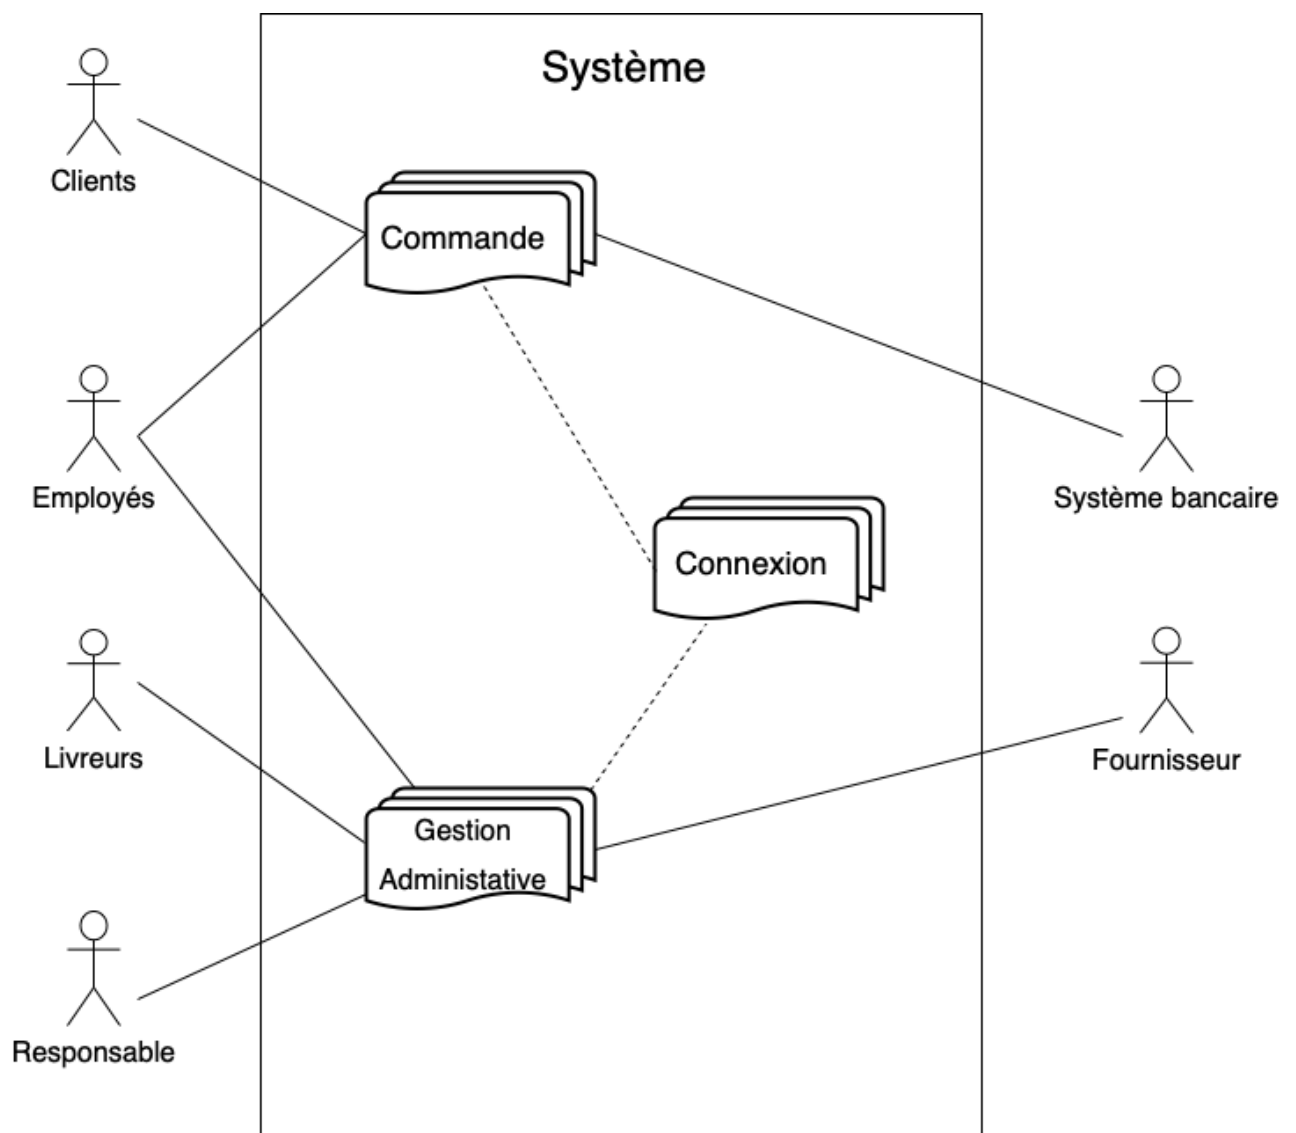 Système
Clients
Commande
Employés
Système bancaire
Connexion
Livreurs
Fournisseur
Gestion
Administative
Responsable